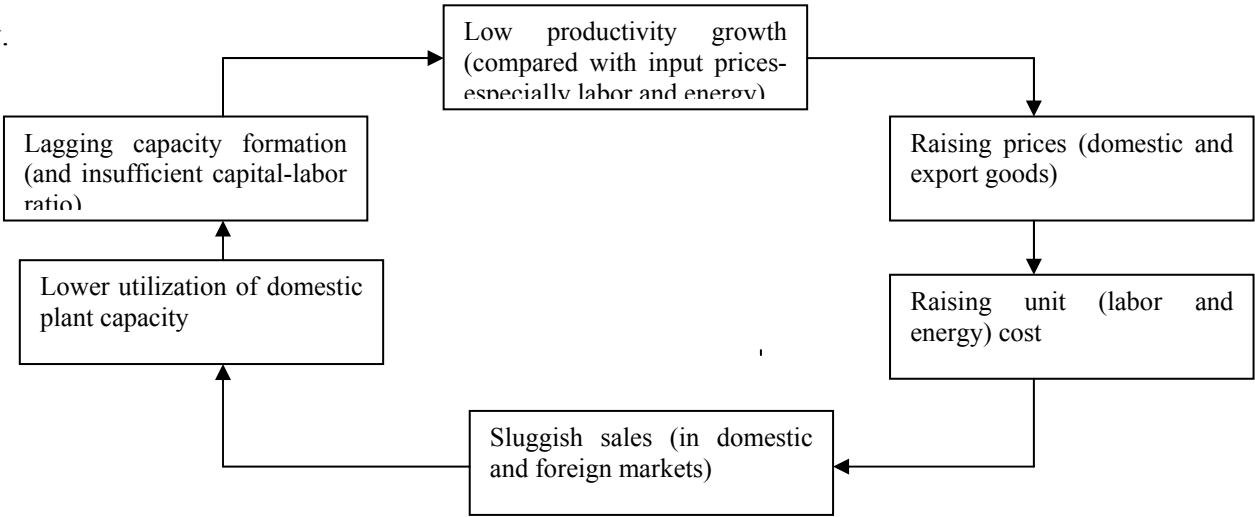 Low productivity growth
(compared with input prices-
especially labor and energy)
Raising prices (domestic and
export goods)
Raising unit (labor and
energy) cost
Sluggish sales (in domestic
and foreign markets)
Lower utilization of domestic
plant capacity
Lagging capacity formation
(and insufficient capital-labor
ratio)